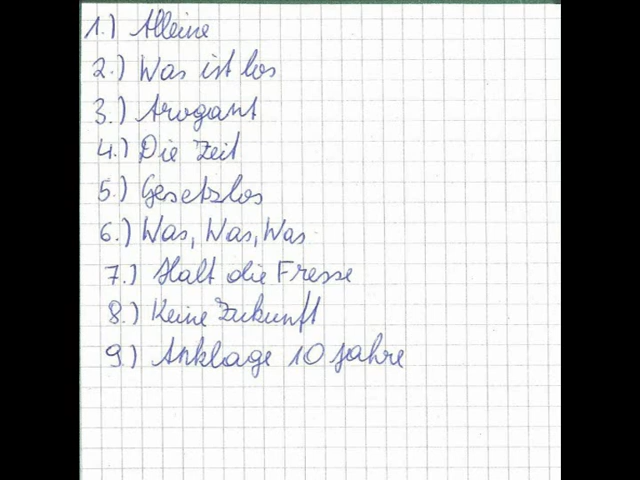 1.) Alleine
2.) Was ist los
3.) Arogant
4.) Die Zeit
5.) Gesetzlos
6.) Was, Was, Was
7.) Halt die Fresse
8.) Keine Zukunft
9.) Anklage 10 Jahre